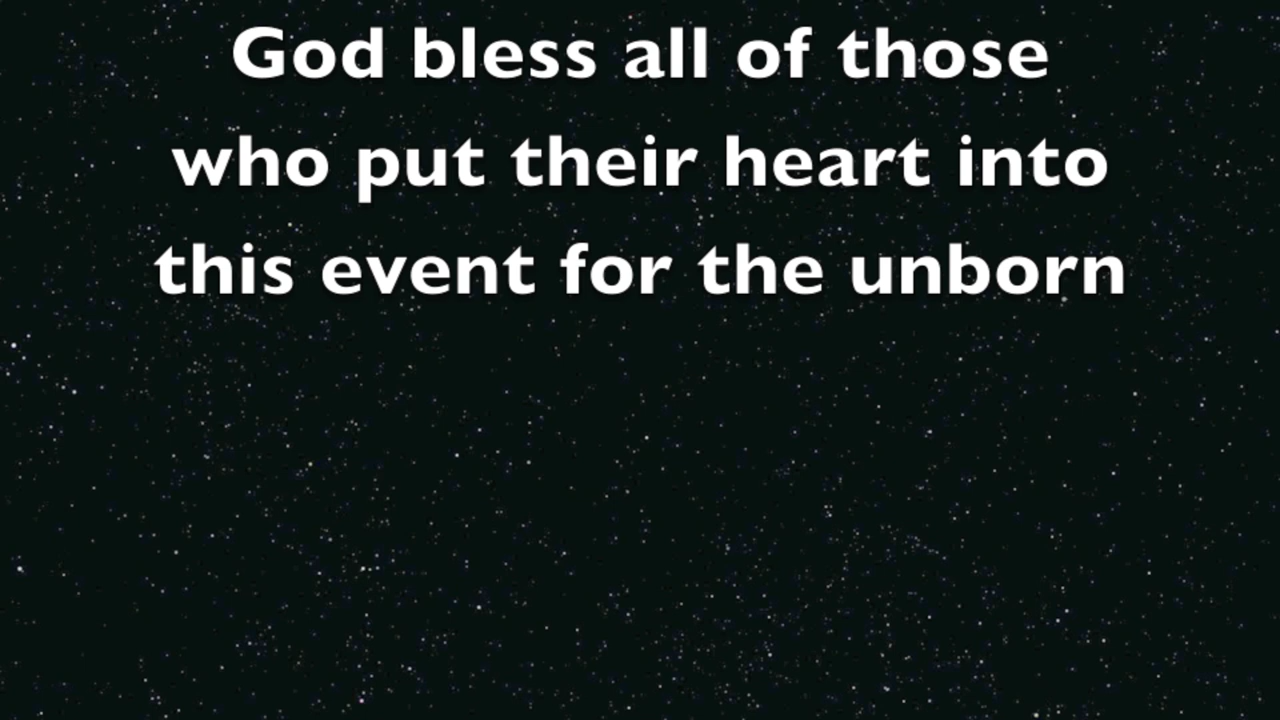 God bless all of those
who put their heart into
this event for the unborn